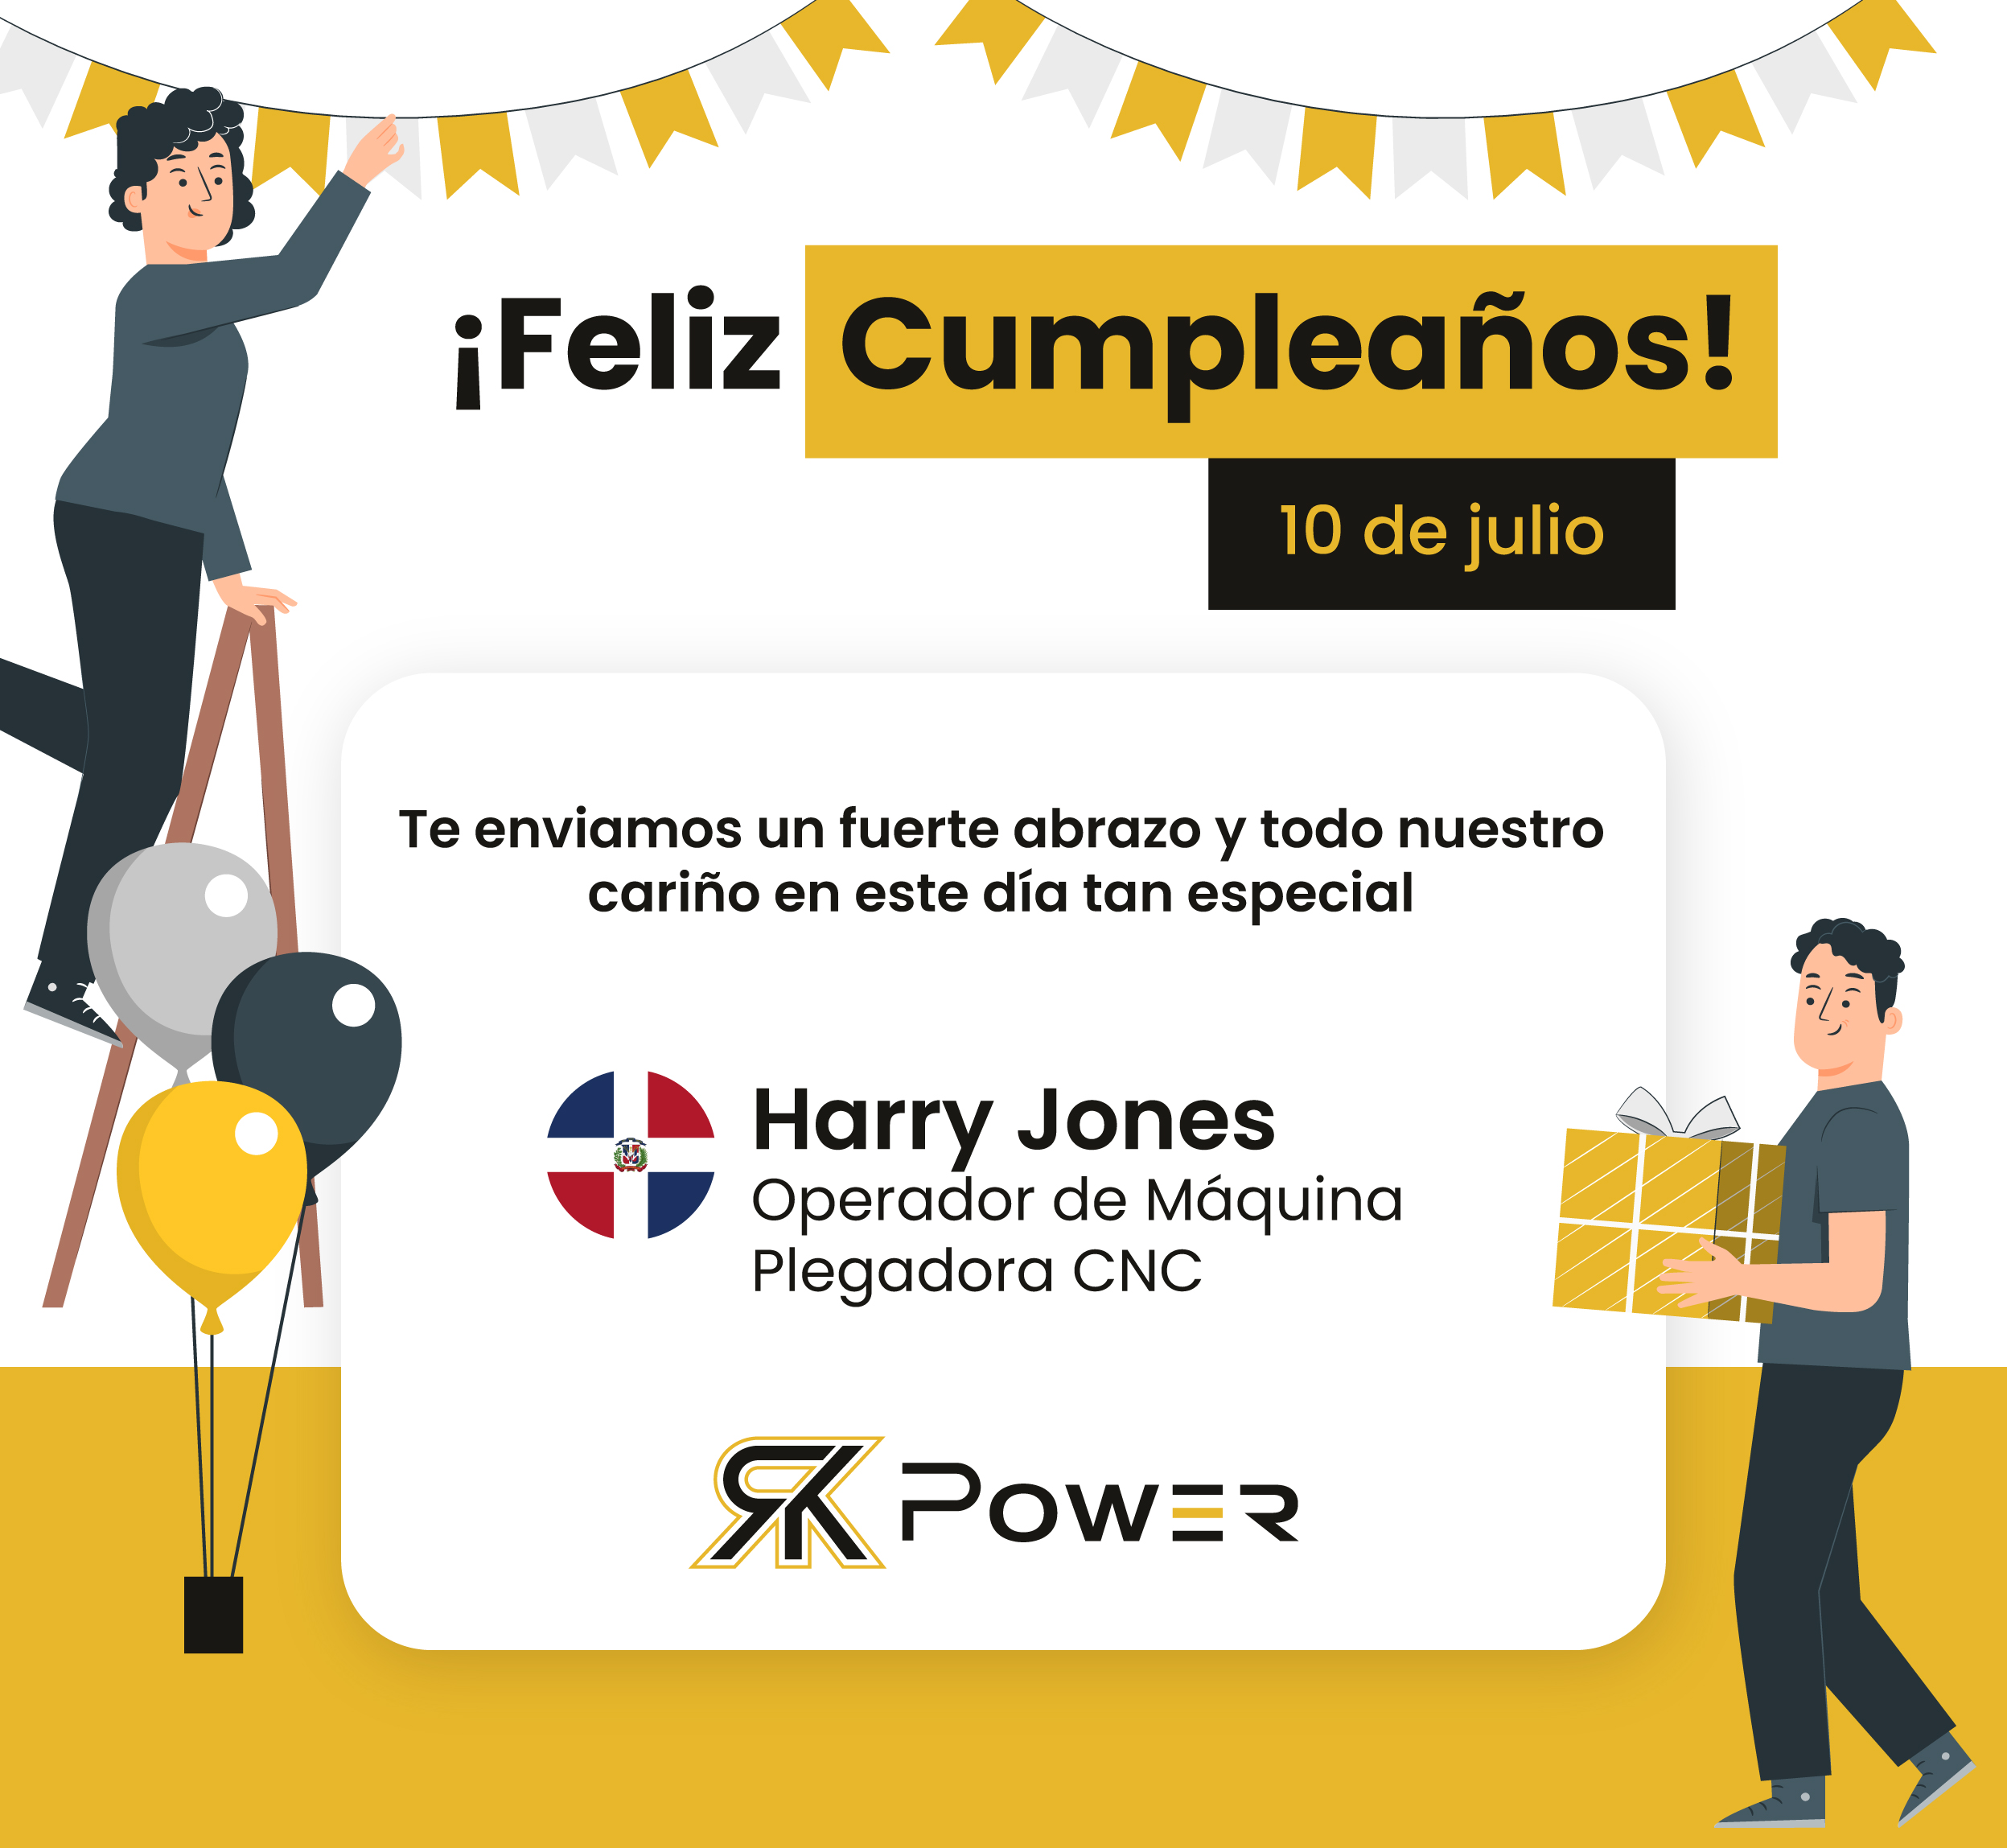 ¡Feliz Cumpleaños!
10 de julio
Te enviamos un fuerte abrazo y todo nuestro
cariño en este día tan especial
Harry Jones
Operador de Máquina
Plegadora CNC
RK POWER